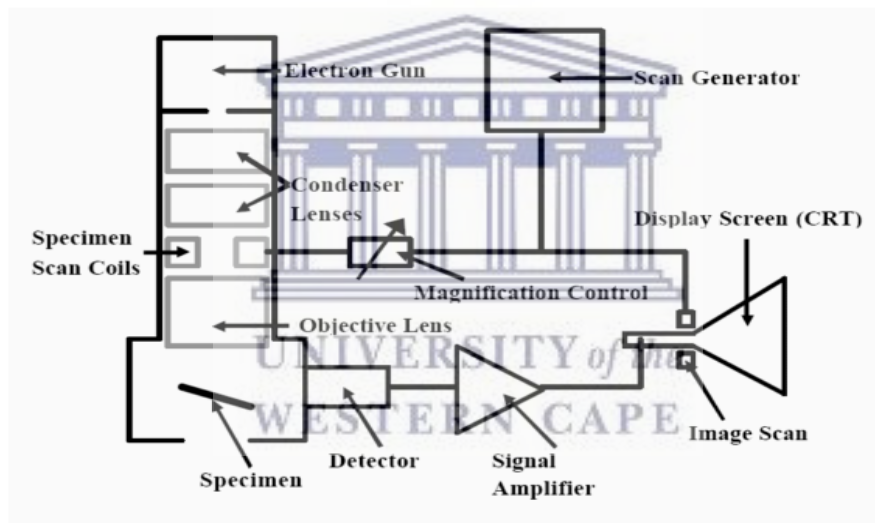 Electron Gun
Scan Generator
Condenser
Lenses
Display Screen (CRT)
Specimen
Scan Coils
Magnification Control
Objective Lens
UNIVERSITY of the
WESTERN CAPE
Image Scan
Detector
Signal
Amplifier
Specimen